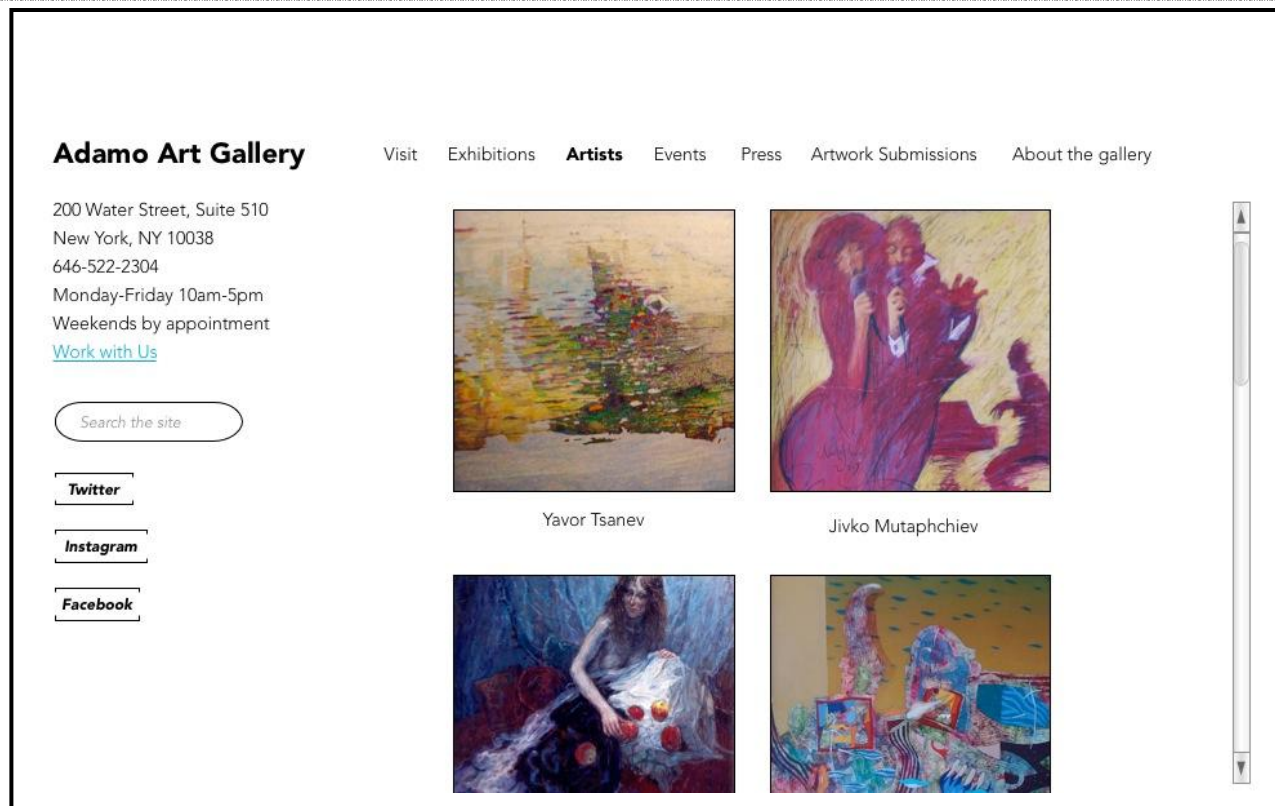 Adamo Art Gallery
Visit Exhibitions Artists Events Press Artwork Submissions About the gallery
200 Water Street, Suite 510
New York, NY 10038
646-522-2304
Monday-Friday 10am-5pm
Weekends by appointment
Work with Us
Search the site
Twitter
Instagram
Facebook
Yavor Tsanev
Jivko Mutaphchiev